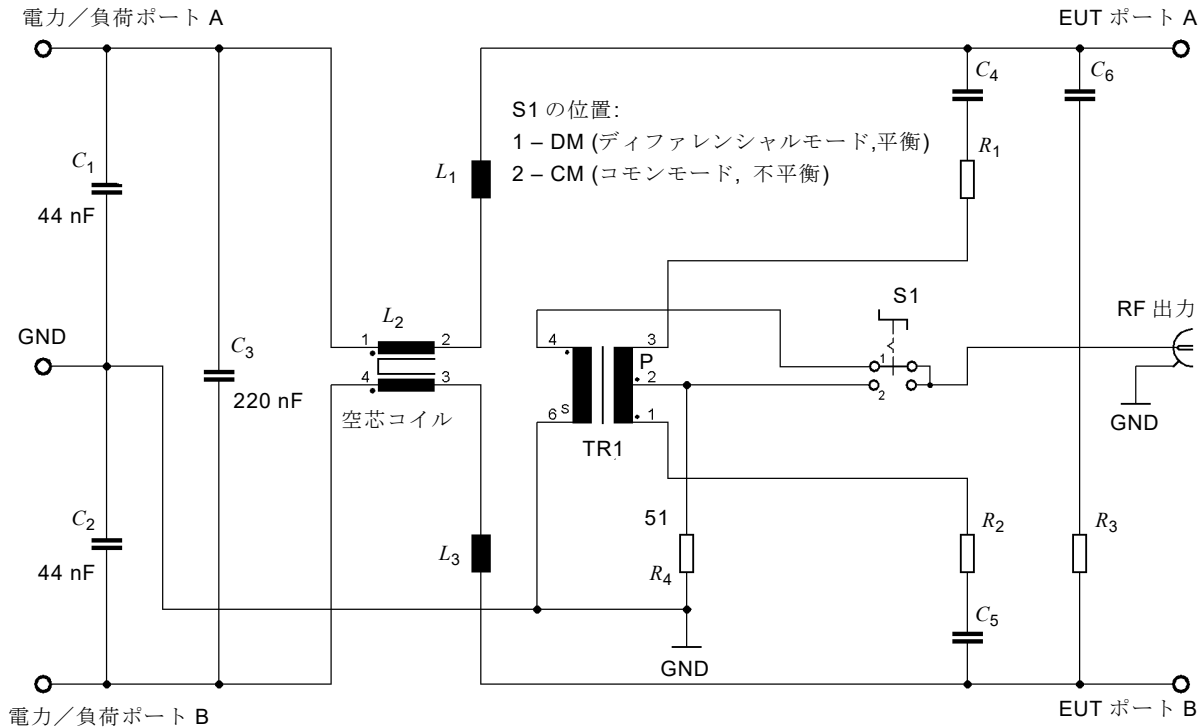 電力／負荷ポート A
EUT ポート A
C4
C6
S1 の位置:
1 – DM (ディファレンシャルモード,平衡)
2 – CM (コモンモード, 不平衡)
R1
C1
44 nF
L1
S1
RF 出力
GND
C3
220 nF
L2
1
2
4
3
空芯コイル
4
3
P
2
6
S
1
TR1
1
2
GND
C2
44 nF
L3
51
R4
R2
R3
C5
GND
電力／負荷ポート B
EUT ポート B